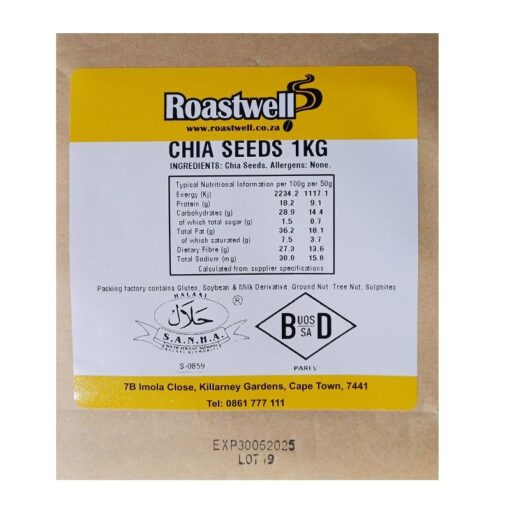 Roastwell
www.roastwell.co.za
CHIA SEEDS 1KG
INGREDIENTS: Chia Seeds. Allergens: None.
Typical Nutritional Information per 100g per 50g
Energy (Kj) 2234.2 1117.1
Protein (g) 18.2 9.1
Carbohydrates (g) 28.9 14.4
of which total sugar (g) 1.5 0.7
Total Fat (g) 36.2 18.1
of which saturated (g) 7.5 3.7
Dietary Fibre (g) 27.3 13.6
Total Sodium (mg) 30.0 15.0
Calculated from supplier specifications
Packing factory contains Gluten, Soybean & Milk Derivative, Ground Nut, Tree Nut, Sulphites
HALAAL ®
حلال
S.A.N.H.A.
S-0859
BUOS
SA D
PAREV
7B Imola Close, Killarney Gardens, Cape Town, 7441
Tel: 0861 777 111
EXP30062025
LOT 9